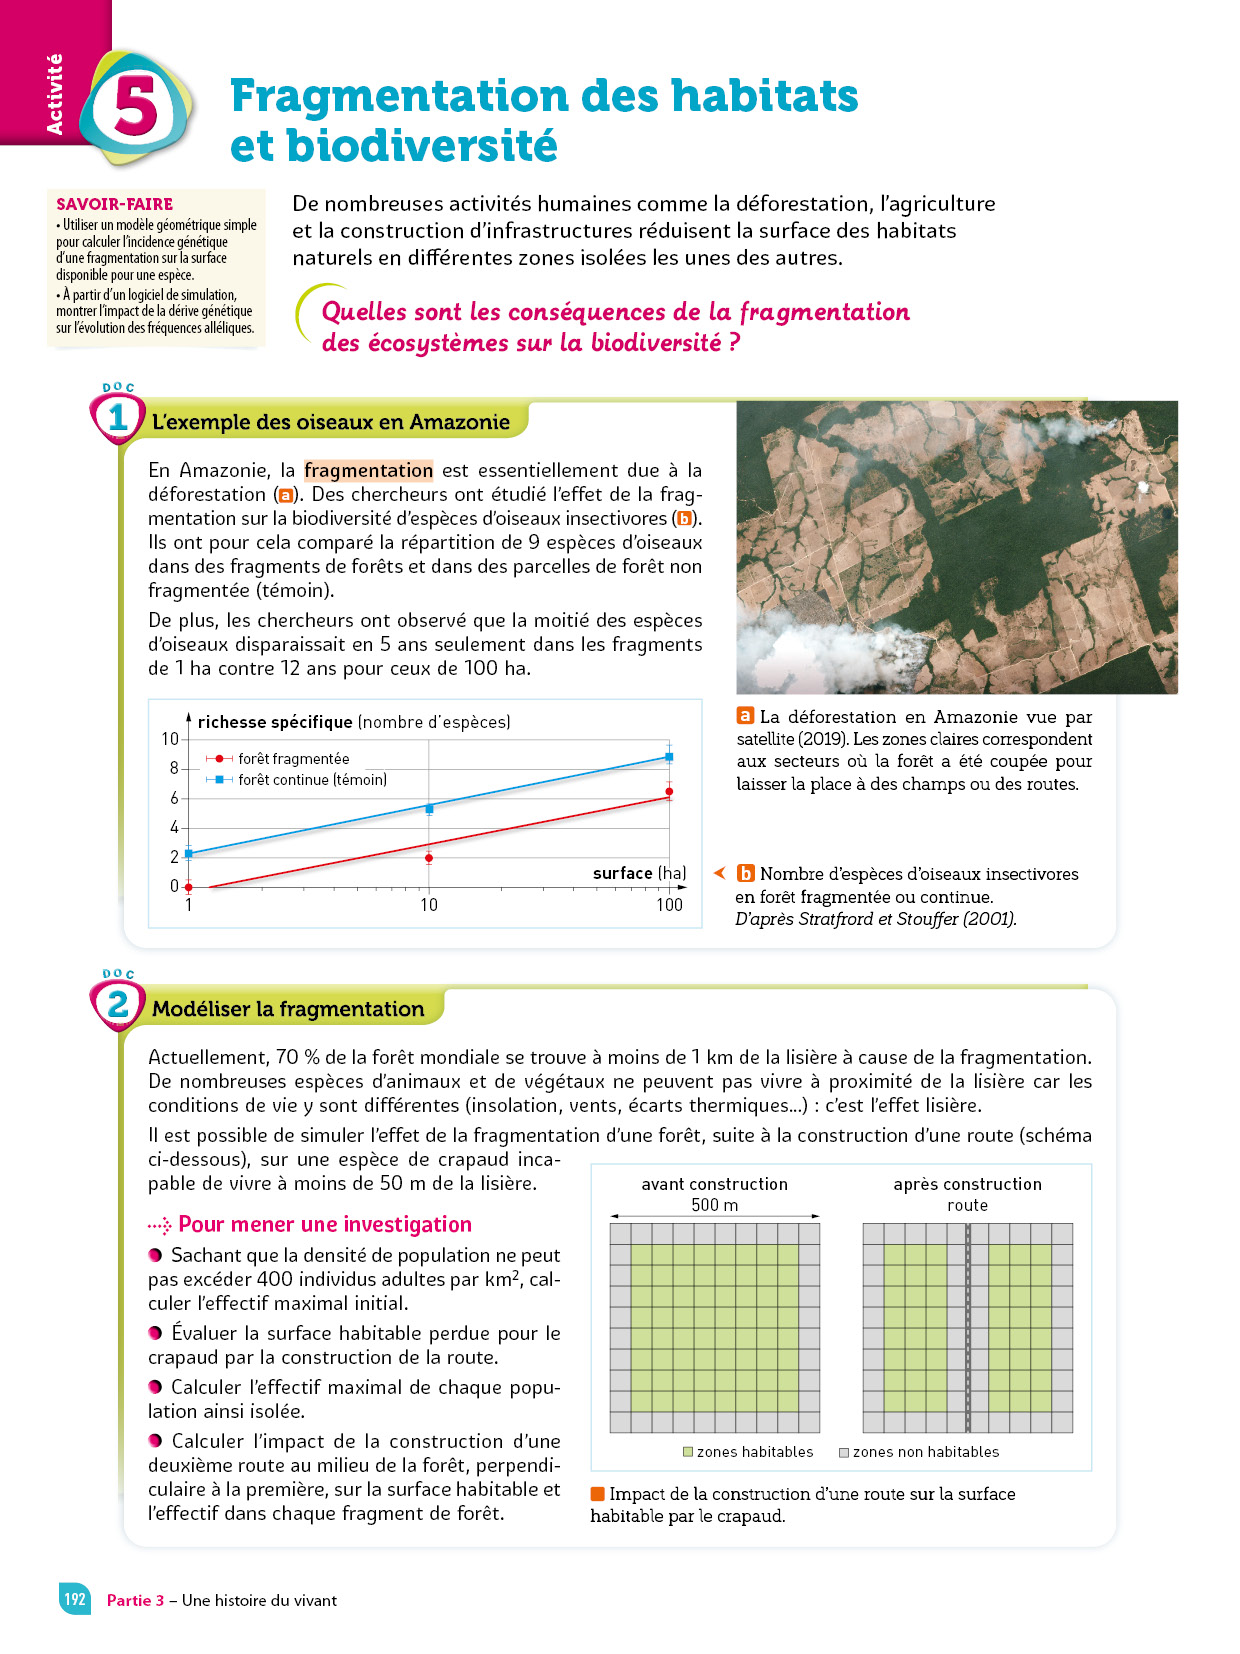 Activité
5
Fragmentation des habitats
et biodiversité
SAVOIR-FAIRE
• Utiliser un modèle géométrique simple
pour calculer l'incidence génétique
d'une fragmentation sur la surface
disponible pour une espèce.
• À partir d'un logiciel de simulation,
montrer l'impact de la dérive génétique
sur l'évolution des fréquences alléliques.
De nombreuses activités humaines comme la déforestation, l'agriculture
et la construction d'infrastructures réduisent la surface des habitats
naturels en différentes zones isolées les unes des autres.
Quelles sont les conséquences de la fragmentation
des écosystèmes sur la biodiversité ?
DOC
1
L'exemple des oiseaux en Amazonie
En Amazonie, la fragmentation est essentiellement due à la
déforestation (a). Des chercheurs ont étudié l'effet de la frag-
mentation sur la biodiversité d'espèces d'oiseaux insectivores (b).
Ils ont pour cela comparé la répartition de 9 espèces d'oiseaux
dans des fragments de forêts et dans des parcelles de forêt non
fragmentée (témoin).
De plus, les chercheurs ont observé que la moitié des espèces
d'oiseaux disparaissait en 5 ans seulement dans les fragments
de 1 ha contre 12 ans pour ceux de 100 ha.
richesse spécifique (nombre d'espèces)
10
8
6
4
2
0
forêt fragmentée
forêt continue (témoin)
surface (ha)
1
10
100
a La déforestation en Amazonie vue par
satellite (2019). Les zones claires correspondent
aux secteurs où la forêt a été coupée pour
laisser la place à des champs ou des routes.
b Nombre d'espèces d'oiseaux insectivores
en forêt fragmentée ou continue.
D'après Stratfrord et Stouffer (2001).
DOC
2
Modéliser la fragmentation
Actuellement, 70 % de la forêt mondiale se trouve à moins de 1 km de la lisière à cause de la fragmentation.
De nombreuses espèces d'animaux et de végétaux ne peuvent pas vivre à proximité de la lisière car les
conditions de vie y sont différentes (insolation, vents, écarts thermiques...) : c'est l'effet lisière.
Il est possible de simuler l'effet de la fragmentation d'une forêt, suite à la construction d'une route (schéma
ci-dessous), sur une espèce de crapaud inca-
pable de vivre à moins de 50 m de la lisière.
Pour mener une investigation
Sachant que la densité de population ne peut
pas excéder 400 individus adultes par km², cal-
culer l'effectif maximal initial.
Évaluer la surface habitable perdue pour le
crapaud par la construction de la route.
Calculer l'effectif maximal de chaque popu-
lation ainsi isolée.
Calculer l'impact de la construction d'une
deuxième route au milieu de la forêt, perpendi-
culaire à la première, sur la surface habitable et
l'effectif dans chaque fragment de forêt.
avant construction
500 m
après construction
route
zones habitables
zones non habitables
Impact de la construction d'une route sur la surface
habitable par le crapaud.
192
Partie 3 – Une histoire du vivant